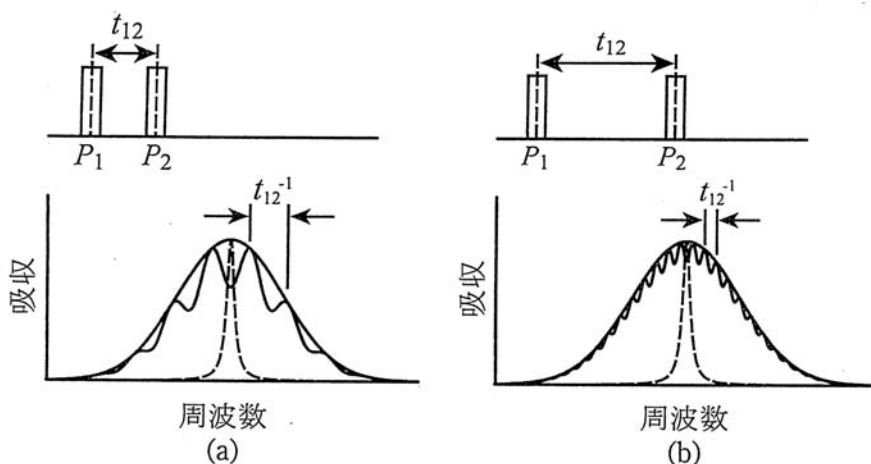 t₁₂
P₁ P₂
t₁₂⁻¹
吸収
周波数
(a)
t₁₂
P₁ P₂
t₁₂⁻¹
吸収
周波数
(b)